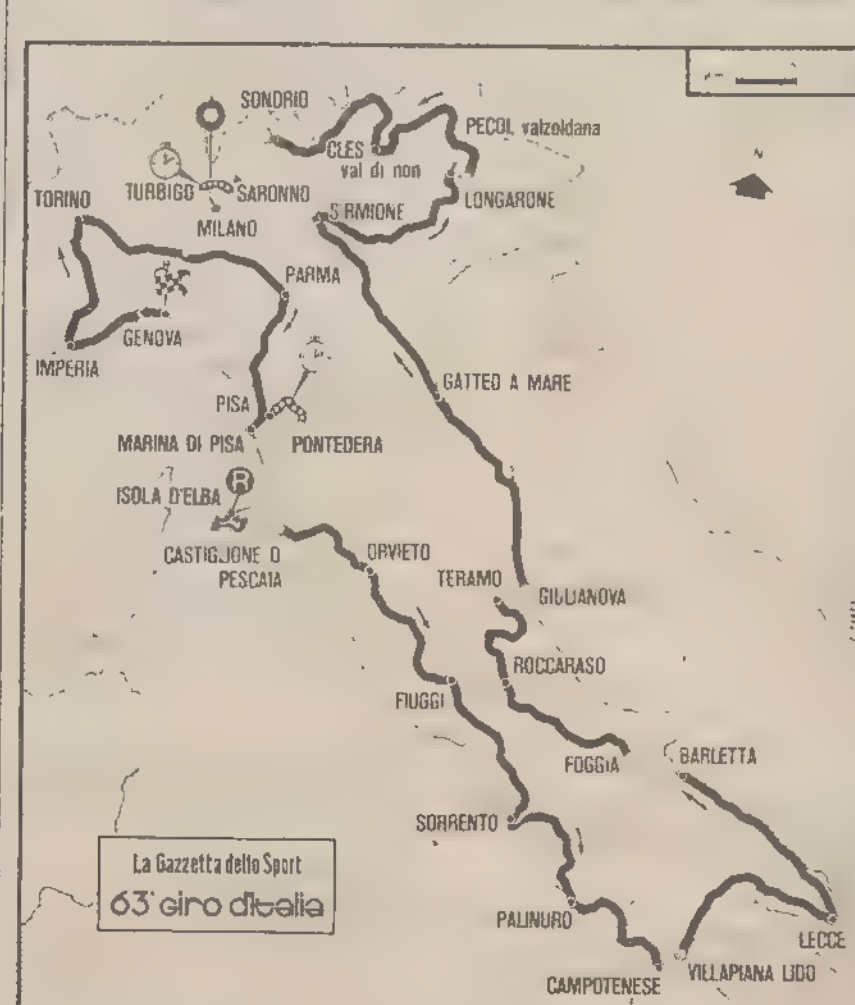 N
SONDRIO
CLES
val di non
PECOL valzoldana
LONGARONE
TURBIGO
SARONNO
MILANO
TORINO
SIRMIONE
PARMA
GENOVA
IMPERIA
GATTEO A MARE
PISA
MARINA DI PISA
PONTEDERA
R
ISOLA D'ELBA
CASTIGLIONE D
PESCAIA
ORVIETO
TERAMO
GIULIANOVA
ROCCARASO
FIUGGI
FOGGIA
BARLETTA
SORRENTO
PALINURO
LECCE
VILLAPIANA LIDO
CAMPOTENESE
La Gazzetta dello Sport
63° giro d'italia